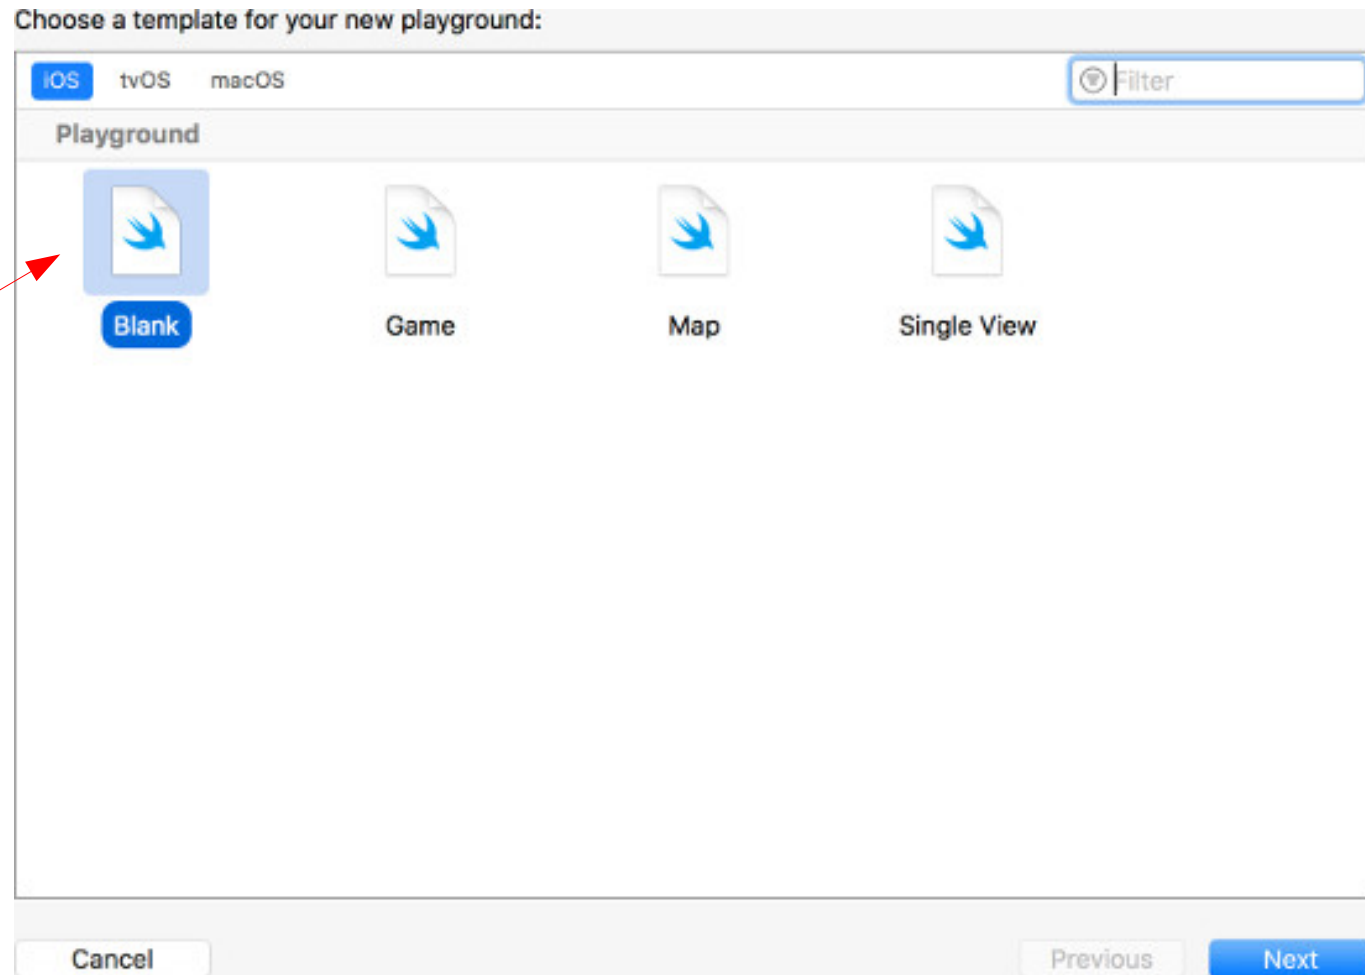 Choose a template for your new playground:
iOS tvOS macOS Filter
Playground
Blank Game Map Single View
Cancel Previous Next